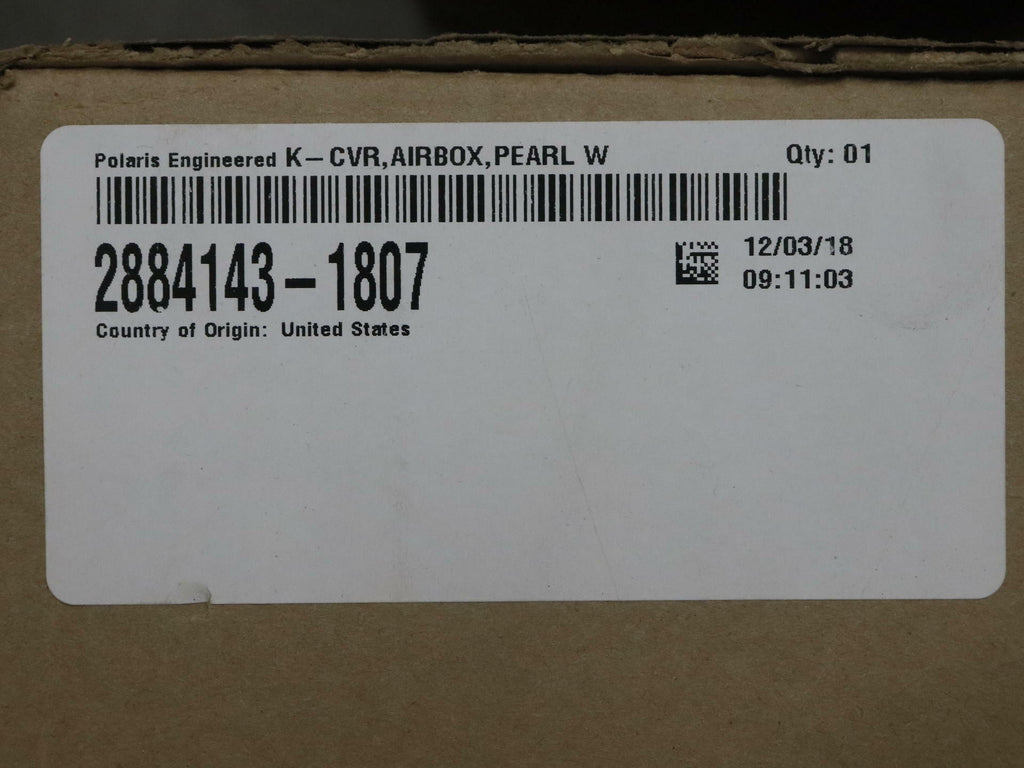 Polaris Engineered K-CVR,AIRBOX,PEARL W Qty: 01
2884143-1807 12/03/18
09:11:03
Country of Origin: United States